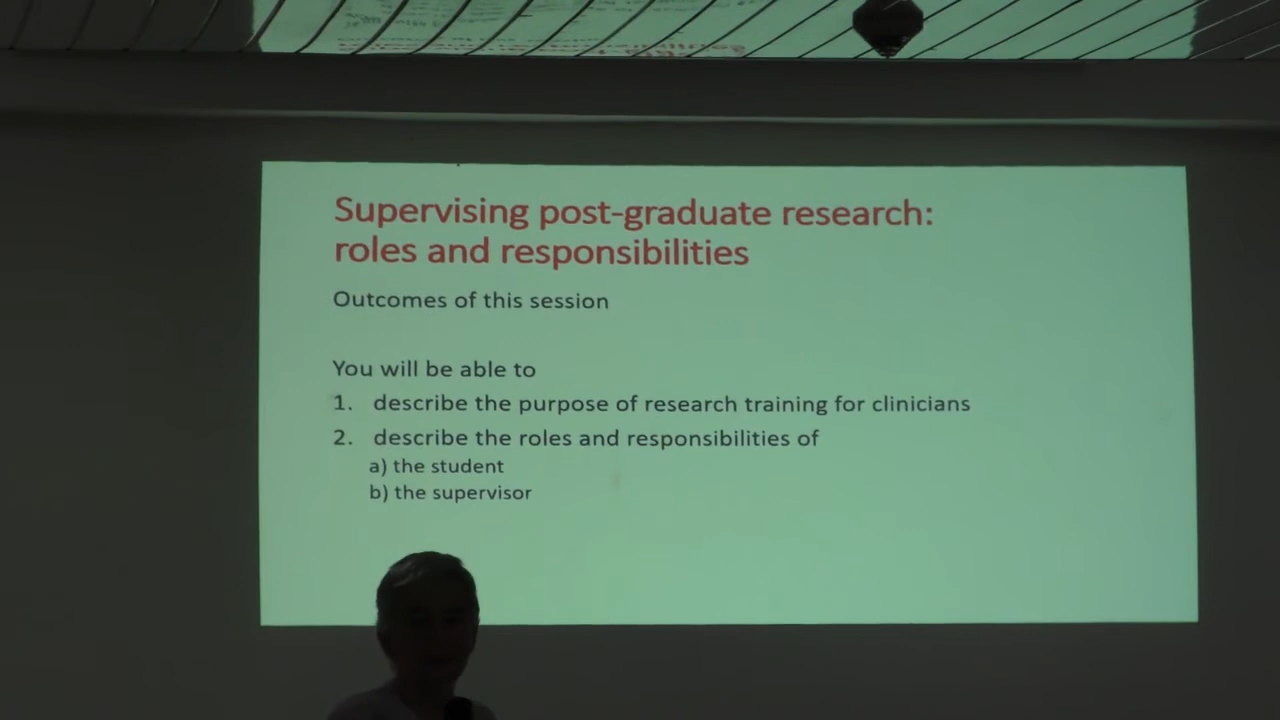 Supervising post-graduate research:
roles and responsibilities
Outcomes of this session
You will be able to
1. describe the purpose of research training for clinicians
2. describe the roles and responsibilities of
a) the student
b) the supervisor